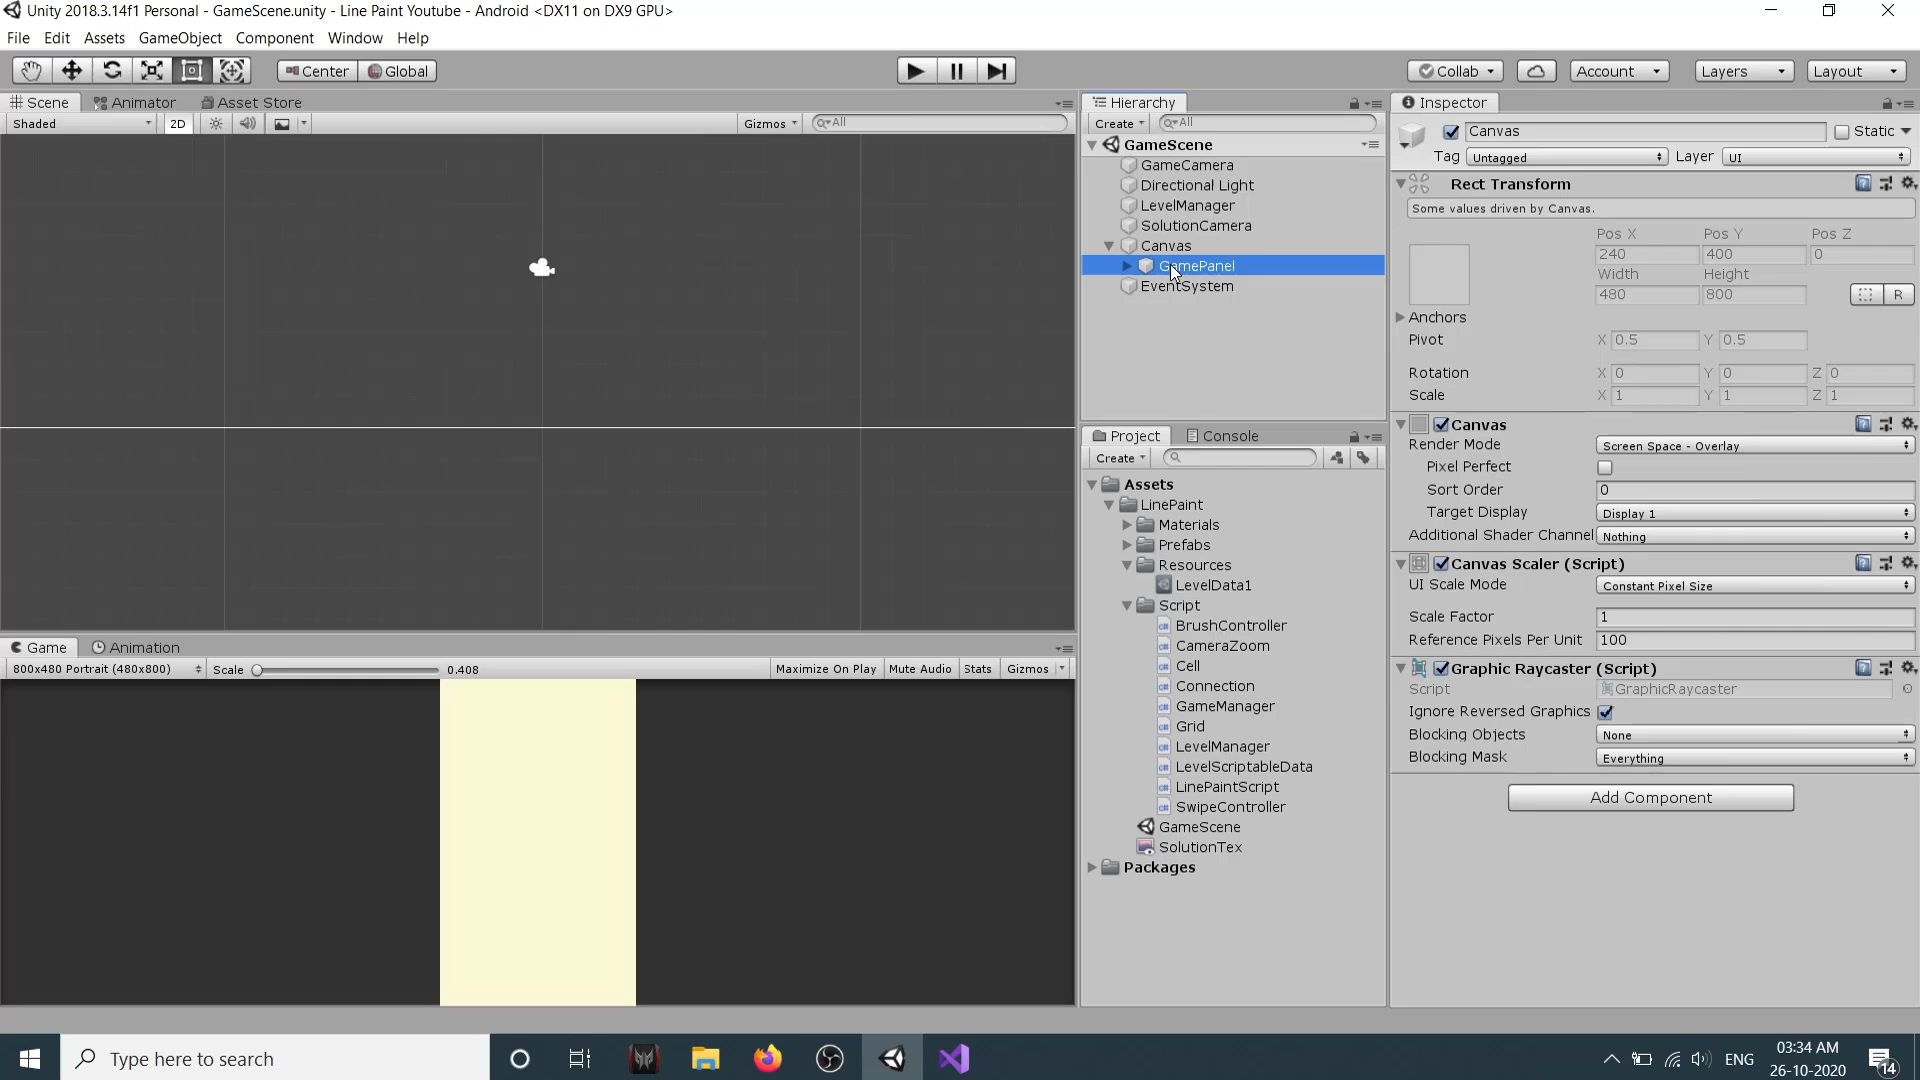 Unity 2018.3.14f1 Personal - GameScene.unity - Line Paint Youtube - Android <DX11 on DX9 GPU>
File Edit Assets GameObject Component Window Help
Center Global Collab Account Layers Layout
Scene Animator Asset Store
Shaded 2D Gizmos All
Game Animation
800x480 Portrait (480x800) Scale 0.408 Maximize On Play Mute Audio Stats Gizmos
Hierarchy
Create All
GameScene
GameCamera
Directional Light
LevelManager
SolutionCamera
Canvas
GamePanel
EventSystem
Project Console
Create
Assets
LinePaint
Materials
Prefabs
Resources
LevelData1
Script
BrushController
CameraZoom
Cell
Connection
GameManager
Grid
LevelManager
LevelScriptableData
LinePaintScript
SwipeController
GameScene
SolutionTex
Packages
Inspector
Canvas Static
Tag Untagged Layer UI
Rect Transform
Some values driven by Canvas.
Pos X Pos Y Pos Z
240 400 0
Width Height
480 800 R
Anchors
Pivot X 0.5 Y 0.5
Rotation X 0 Y 0 Z 0
Scale X 1 Y 1 Z 1
Canvas
Render Mode Screen Space - Overlay
Pixel Perfect
Sort Order 0
Target Display Display 1
Additional Shader Channel Nothing
Canvas Scaler (Script)
UI Scale Mode Constant Pixel Size
Scale Factor 1
Reference Pixels Per Unit 100
Graphic Raycaster (Script)
Script GraphicRaycaster
Ignore Reversed Graphics
Blocking Objects None
Blocking Mask Everything
Add Component
Type here to search
ENG
03:34 AM
26-10-2020
14